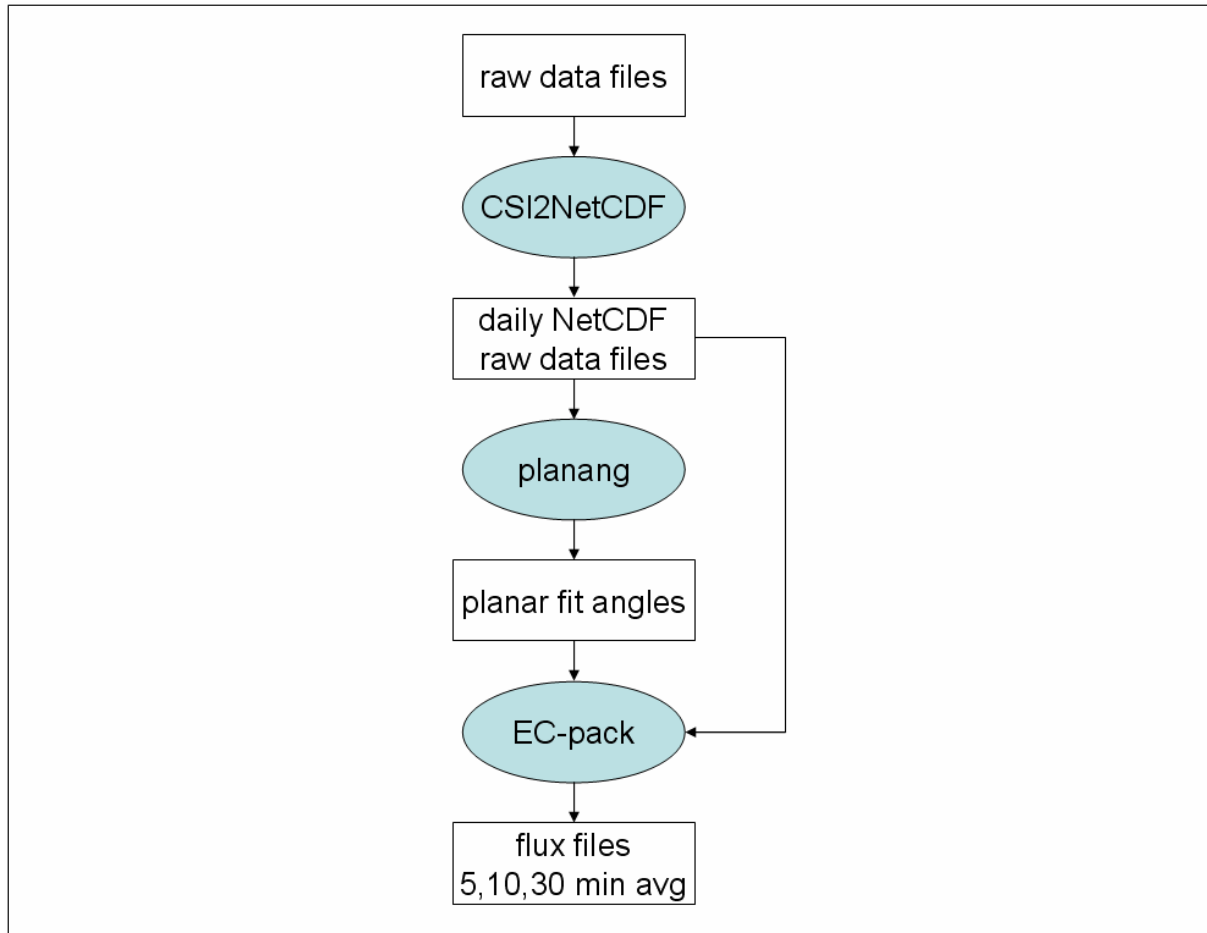 raw data files
CSI2NetCDF
daily NetCDF
raw data files
planang
planar fit angles
EC-pack
flux files
5,10,30 min avg